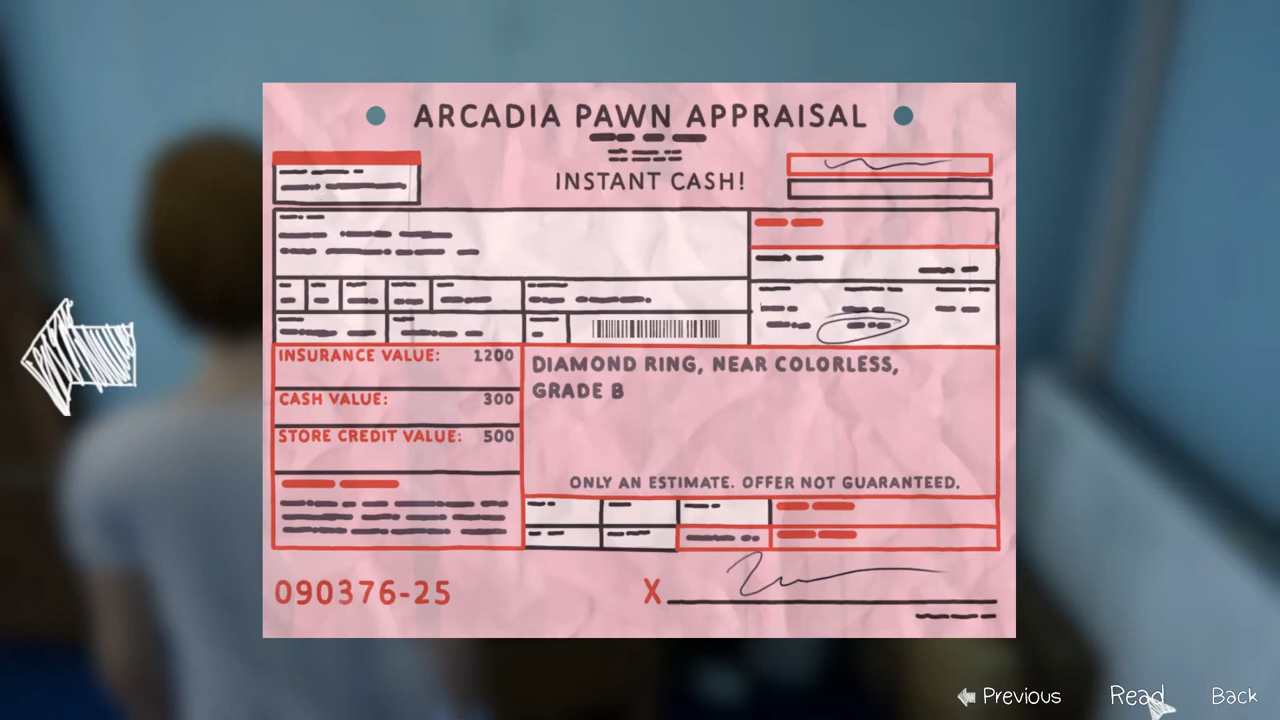 ARCADIA PAWN APPRAISAL
INSTANT CASH!
INSURANCE VALUE: 1200
CASH VALUE: 300
STORE CREDIT VALUE: 500
DIAMOND RING, NEAR COLORLESS,
GRADE B
ONLY AN ESTIMATE. OFFER NOT GUARANTEED.
090376-25
X
Previous
Read
Back